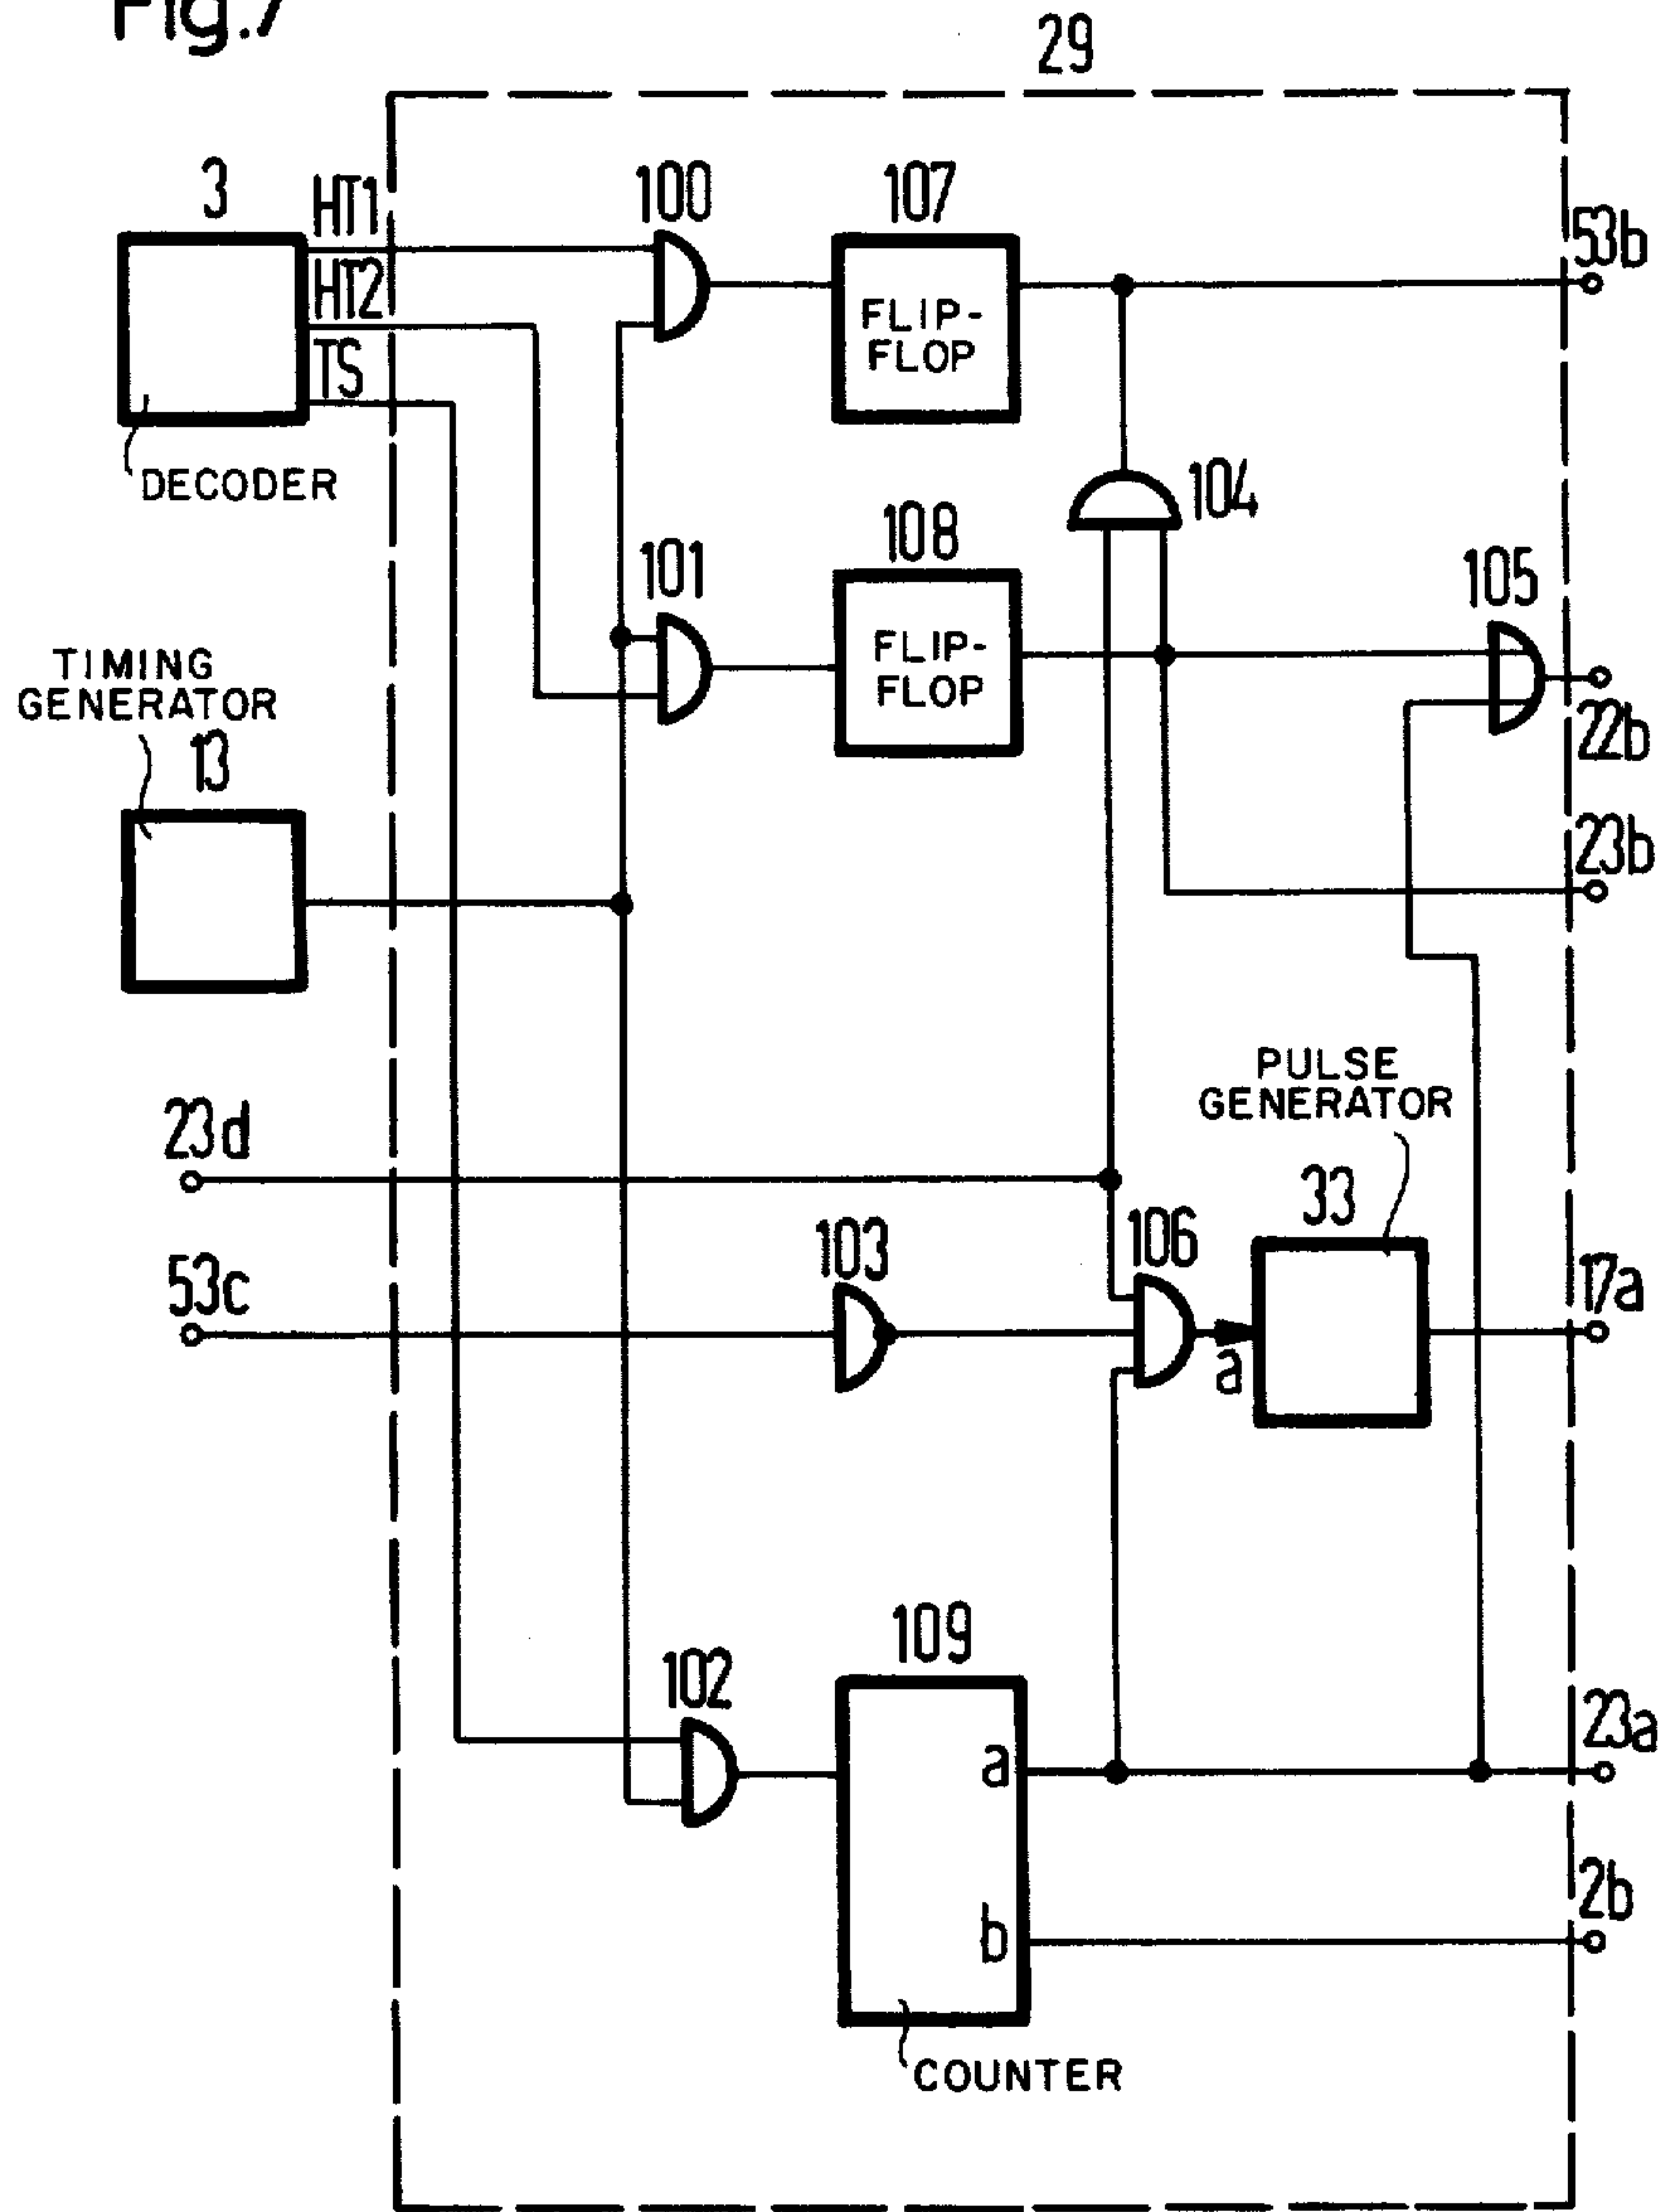 Fig.7
29
3
HT1
HT2
TS
DECODER
100
107
FLIP-
FLOP
53b
104
101
108
FLIP-
FLOP
105
22b
23b
TIMING
GENERATOR
13
23d
53c
103
106
a
PULSE
GENERATOR
33
17a
102
109
a
b
COUNTER
23a
2b